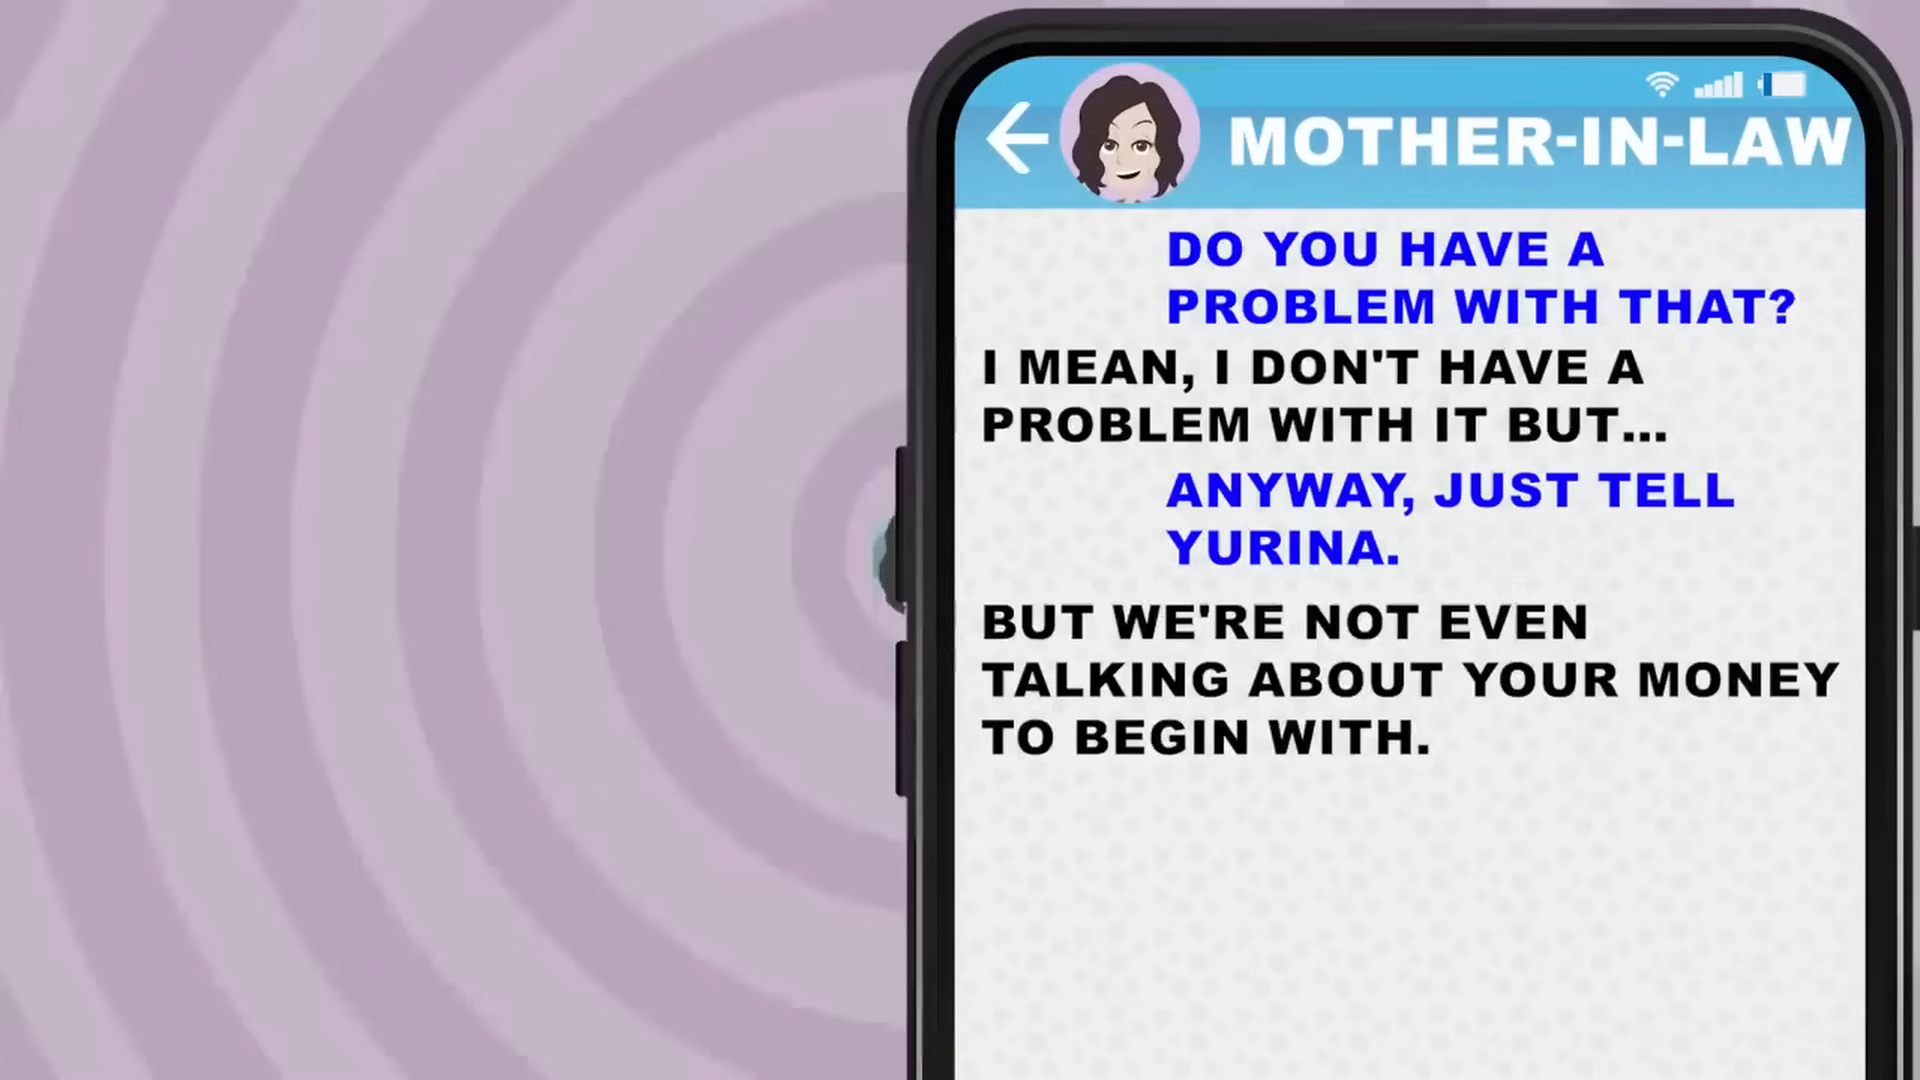 MOTHER-IN-LAW
DO YOU HAVE A
PROBLEM WITH THAT?
I MEAN, I DON'T HAVE A
PROBLEM WITH IT BUT...
ANYWAY, JUST TELL
YURINA.
BUT WE'RE NOT EVEN
TALKING ABOUT YOUR MONEY
TO BEGIN WITH.